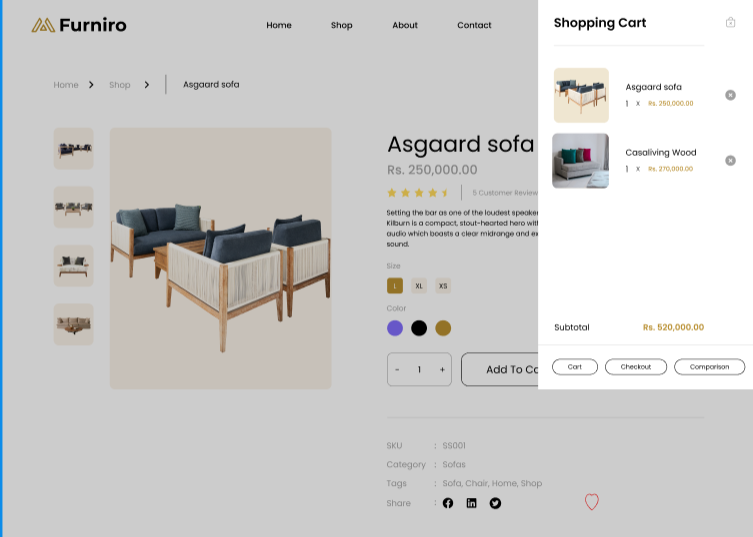 Furniro
Home
Shop
About
Contact
Shopping Cart
Home
Shop
Asgaard sofa
Asgaard sofa
1 X Rs. 250,000.00
Casaliving Wood
1 X Rs. 270,000.00
Subtotal
Rs. 520,000.00
Cart
Checkout
Comparison
Asgaard sofa
Rs. 250,000.00
5 Customer Review
Setting the bar as one of the loudest speake
Kilburn is a compact, stout-hearted hero wit
audio which boasts a clear midrange and ex
sound.
Size
L
XL
XS
Color
-
1
+
Add To Ca
SKU : SS001
Category : Sofas
Tags : Sofa, Chair, Home, Shop
Share :